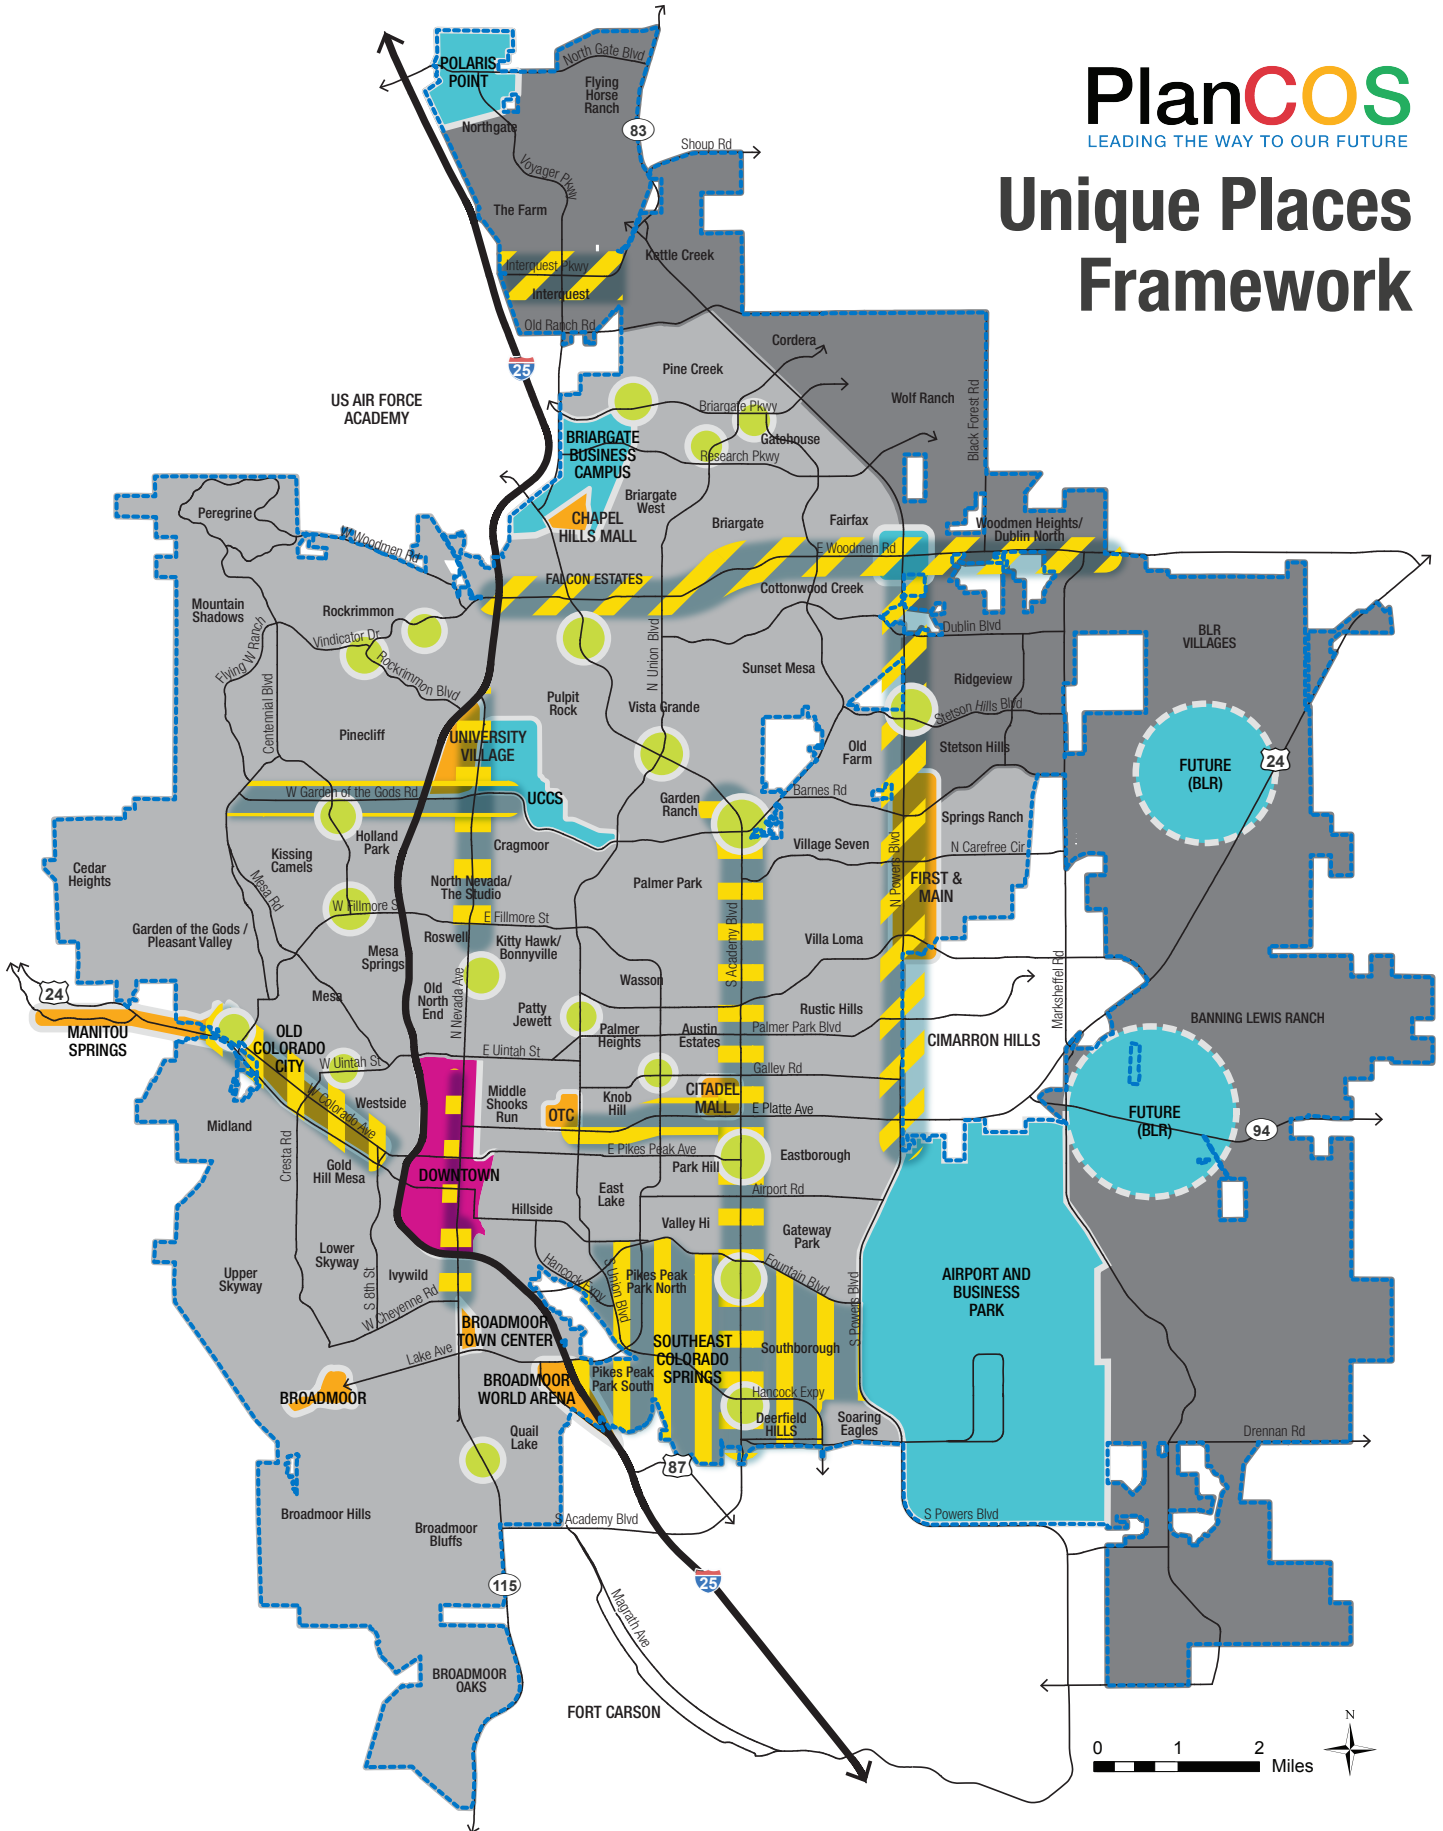 PlanCOS
LEADING THE WAY TO OUR FUTURE
Unique Places
Framework
POLARIS
POINT
North Gate Blvd
Flying
Horse
Ranch
Northgate
83
Shoup Rd
Voyager Pkwy
The Farm
Kettle Creek
Interquest Pkwy
Interquest
Old Ranch Rd
25
Cordera
Pine Creek
US AIR FORCE
ACADEMY
Wolf Ranch
Black Forest Rd
Briargate Pkwy
Gatehouse
BRIARGATE
BUSINESS
CAMPUS
Research Pkwy
Briargate
West
CHAPEL
HILLS MALL
Briargate
Fairfax
Woodmen Heights/
Dublin North
Peregrine
W Woodmen Rd
E Woodmen Rd
FALCON ESTATES
Cottonwood Creek
Mountain
Shadows
Rockrimmon
Vindicator Dr
Rockrimmon Blvd
Flying W Ranch
Centennial Blvd
N Union Blvd
Dublin Blvd
BLR
VILLAGES
Sunset Mesa
Ridgeview
Pulpit
Rock
Vista Grande
Stetson Hills Blvd
Pinecliff
UNIVERSITY
VILLAGE
Old
Farm
Stetson Hills
FUTURE
(BLR)
24
W Garden of the Gods Rd
UCCS
Garden
Ranch
Barnes Rd
Springs Ranch
Holland
Park
Kissing
Camels
Cragmoor
Village Seven
N Carefree Cir
Cedar
Heights
Mesa Rd
North Nevada/
The Studio
Palmer Park
N Powers Blvd
FIRST &
MAIN
W Fillmore S
E Fillmore St
Garden of the Gods /
Pleasant Valley
Roswell
Kitty Hawk/
Bonnyville
Villa Loma
Mesa
Springs
S Academy Blvd
24
Mesa
Old
North
End
N Nevada Ave
Wasson
Marksheffel Rd
Patty
Jewett
Rustic Hills
MANITOU
SPRINGS
OLD
COLORADO
CITY
Palmer
Heights
Austin
Estates
Palmer Park Blvd
CIMARRON HILLS
BANNING LEWIS RANCH
E Uintah St
W Uintah St
Galley Rd
Middle
Shooks
Run
OTC
Knob
Hill
CITADEL
MALL
E Platte Ave
FUTURE
(BLR)
94
Westside
W Colorado Ave
Midland
Cresta Rd
Gold
Hill Mesa
DOWNTOWN
E Pikes Peak Ave
Park Hill
Eastborough
East
Lake
Airport Rd
Hillside
Valley Hi
Gateway
Park
Lower
Skyway
Upper
Skyway
S 8th St
Ivywild
Hancock Expy
S Union Blvd
Pikes Peak
Park North
Fountain Blvd
S Powers Blvd
AIRPORT AND
BUSINESS
PARK
W Cheyenne Rd
BROADMOOR
TOWN CENTER
SOUTHEAST
COLORADO
SPRINGS
Southborough
Lake Ave
BROADMOOR
BROADMOOR
WORLD ARENA
Pikes Peak
Park South
Hancock Expy
Deerfield
HILLS
Soaring
Eagles
Quail
Lake
Drennan Rd
87
Broadmoor Hills
Broadmoor
Bluffs
S Academy Blvd
S Powers Blvd
115
25
Magrath Ave
BROADMOOR
OAKS
FORT CARSON
N
0 1 2
Miles